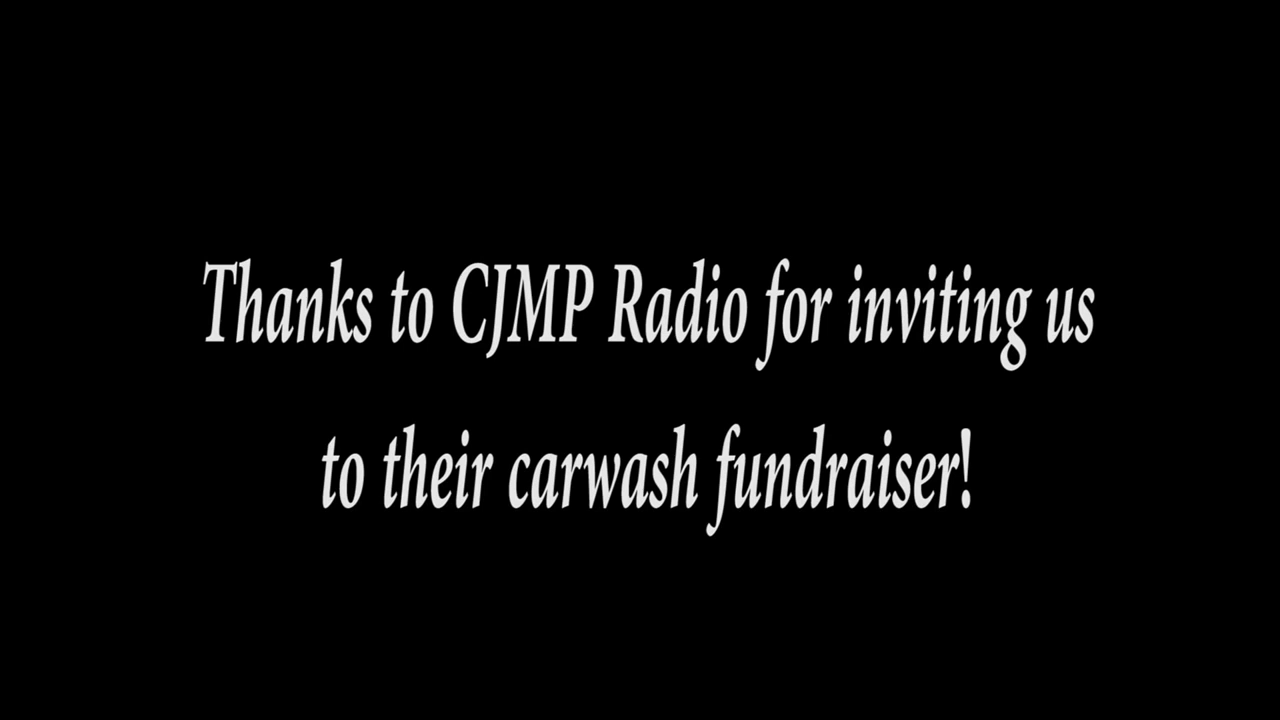 Thanks to CJMP Radio for inviting us
to their carwash fundraiser!